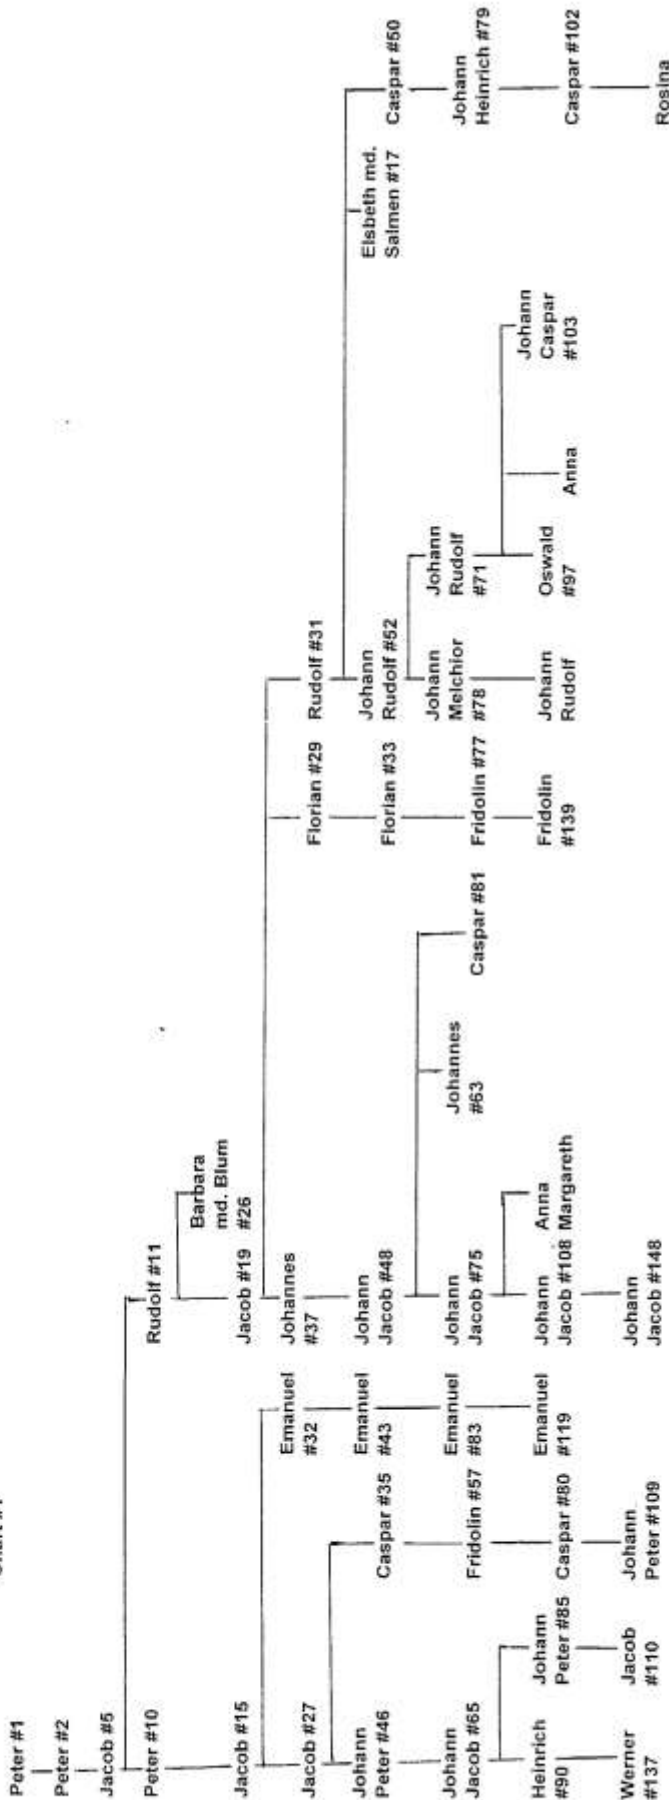 Peter #1
Peter #2
Jacob #5
Peter #10
Rudolf #11
Jacob #15
Jacob #19
Barbara
md. Blum
#26
Jacob #27
Emanuel
#32
Johannes
#37
Florian #29
Rudolf #31
Johann
Peter #46
Caspar #35
Emanuel
#43
Johann
Jacob #48
Florian #33
Johann
Rudolf #52
Elsbeth md.
Salmen #17
Caspar #50
Johann
Jacob #65
Fridolin #57
Emanuel
#83
Johann
Jacob #75
Johannes
#63
Caspar #81
Fridolin #77
Johann
Melchior
#78
Johann
Rudolf
#71
Johann
Heinrich #79
Heinrich
#90
Johann
Peter #85
Caspar #80
Emanuel
#119
Johann
Jacob #108
Anna
Margareth
Fridolin
#139
Johann
Rudolf
Oswald
#97
Anna
Johann
Caspar
#103
Caspar #102
Werner
#137
Jacob
#110
Johann
Peter #109
Johann
Jacob #148
Rosina